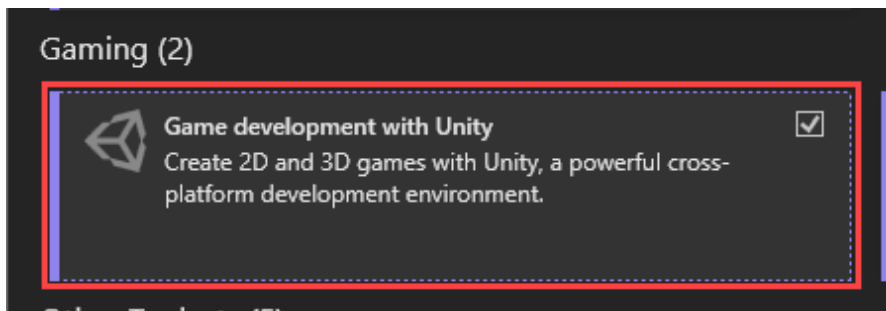 Gaming (2)
Game development with Unity
Create 2D and 3D games with Unity, a powerful cross-
platform development environment.